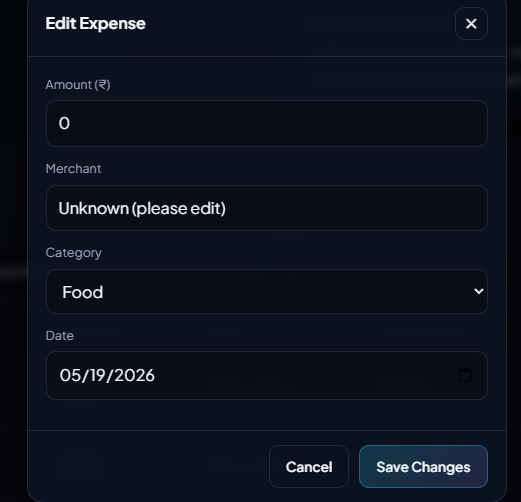 Edit Expense
Amount (₹)
0
Merchant
Unknown (please edit)
Category
Food
Date
05/19/2026
Cancel
Save Changes